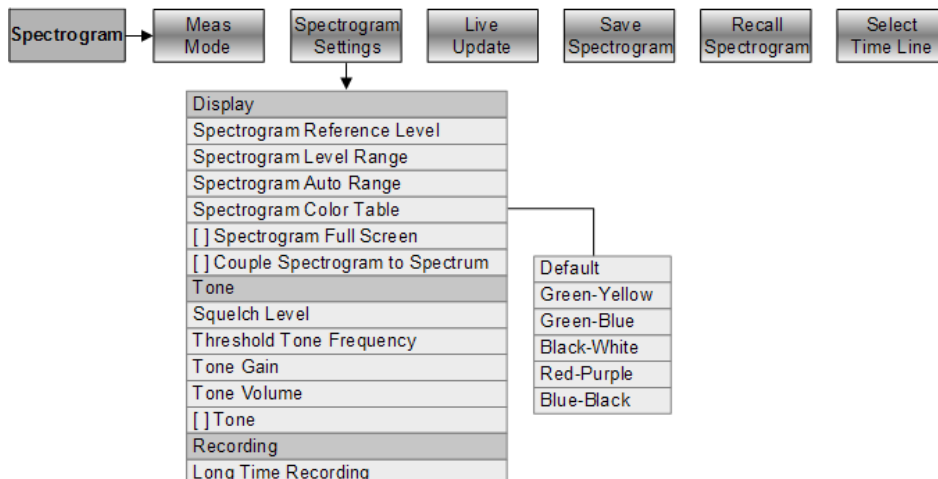 Spectrogram
Meas
Mode
Spectrogram
Settings
Live
Update
Save
Spectrogram
Recall
Spectrogram
Select
Time Line
Display
Spectrogram Reference Level
Spectrogram Level Range
Spectrogram Auto Range
Spectrogram Color Table
[ ] Spectrogram Full Screen
[ ] Couple Spectrogram to Spectrum
Tone
Squelch Level
Threshold Tone Frequency
Tone Gain
Tone Volume
[ ] Tone
Recording
Long Time Recording
Default
Green-Yellow
Green-Blue
Black-White
Red-Purple
Blue-Black